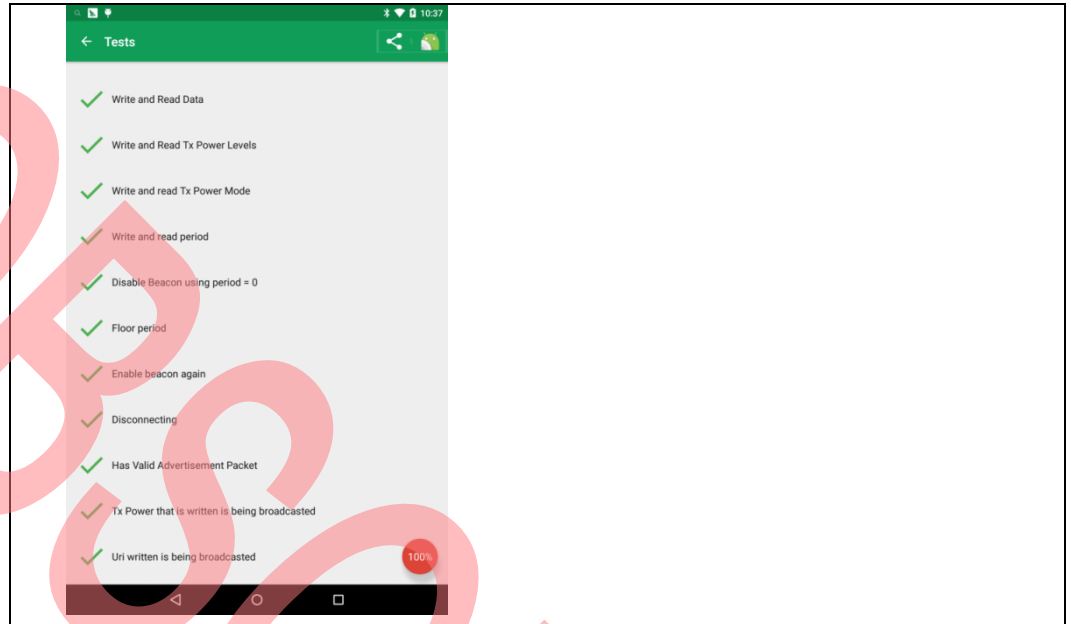 10:37
Tests
Write and Read Data
Write and Read Tx Power Levels
Write and read Tx Power Mode
Write and read period
Disable Beacon using period = 0
Floor period
Enable beacon again
Disconnecting
Has Valid Advertisement Packet
Tx Power that is written is being broadcasted
Uri written is being broadcasted
100%